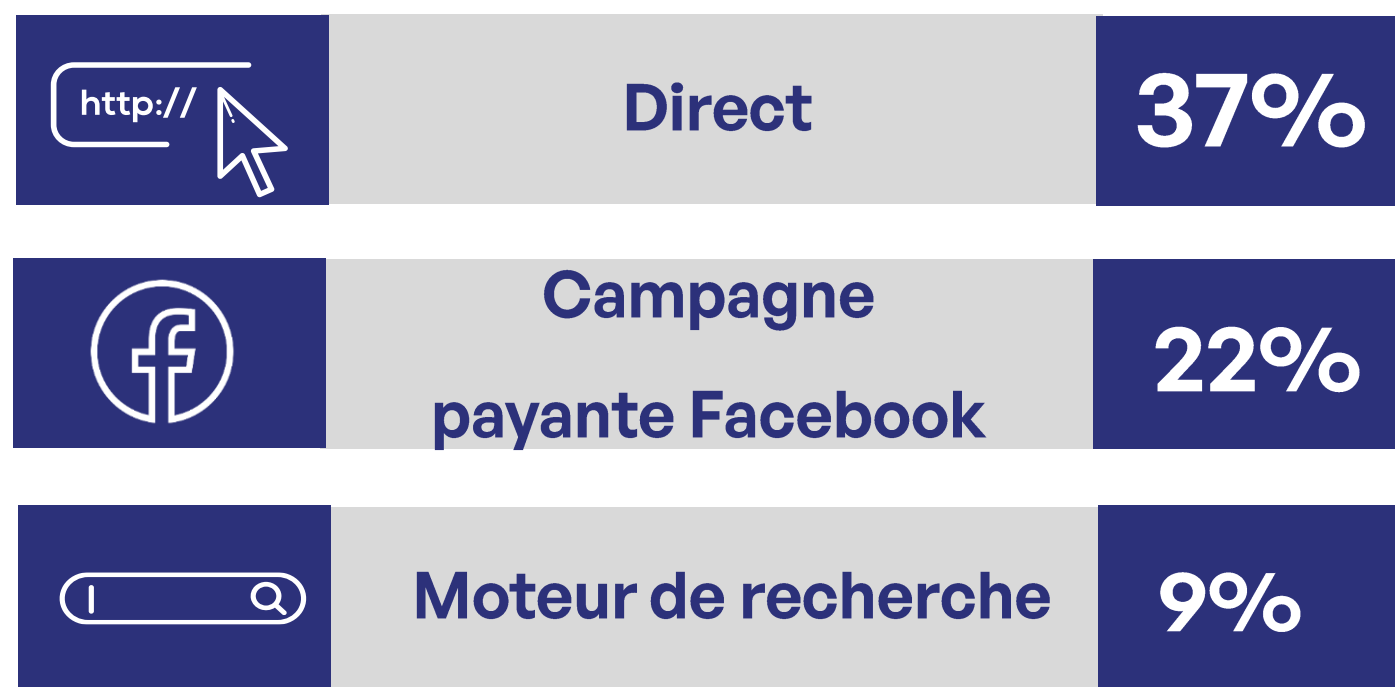 http://
Direct
37%
Campagne
payante Facebook
22%
Moteur de recherche
9%